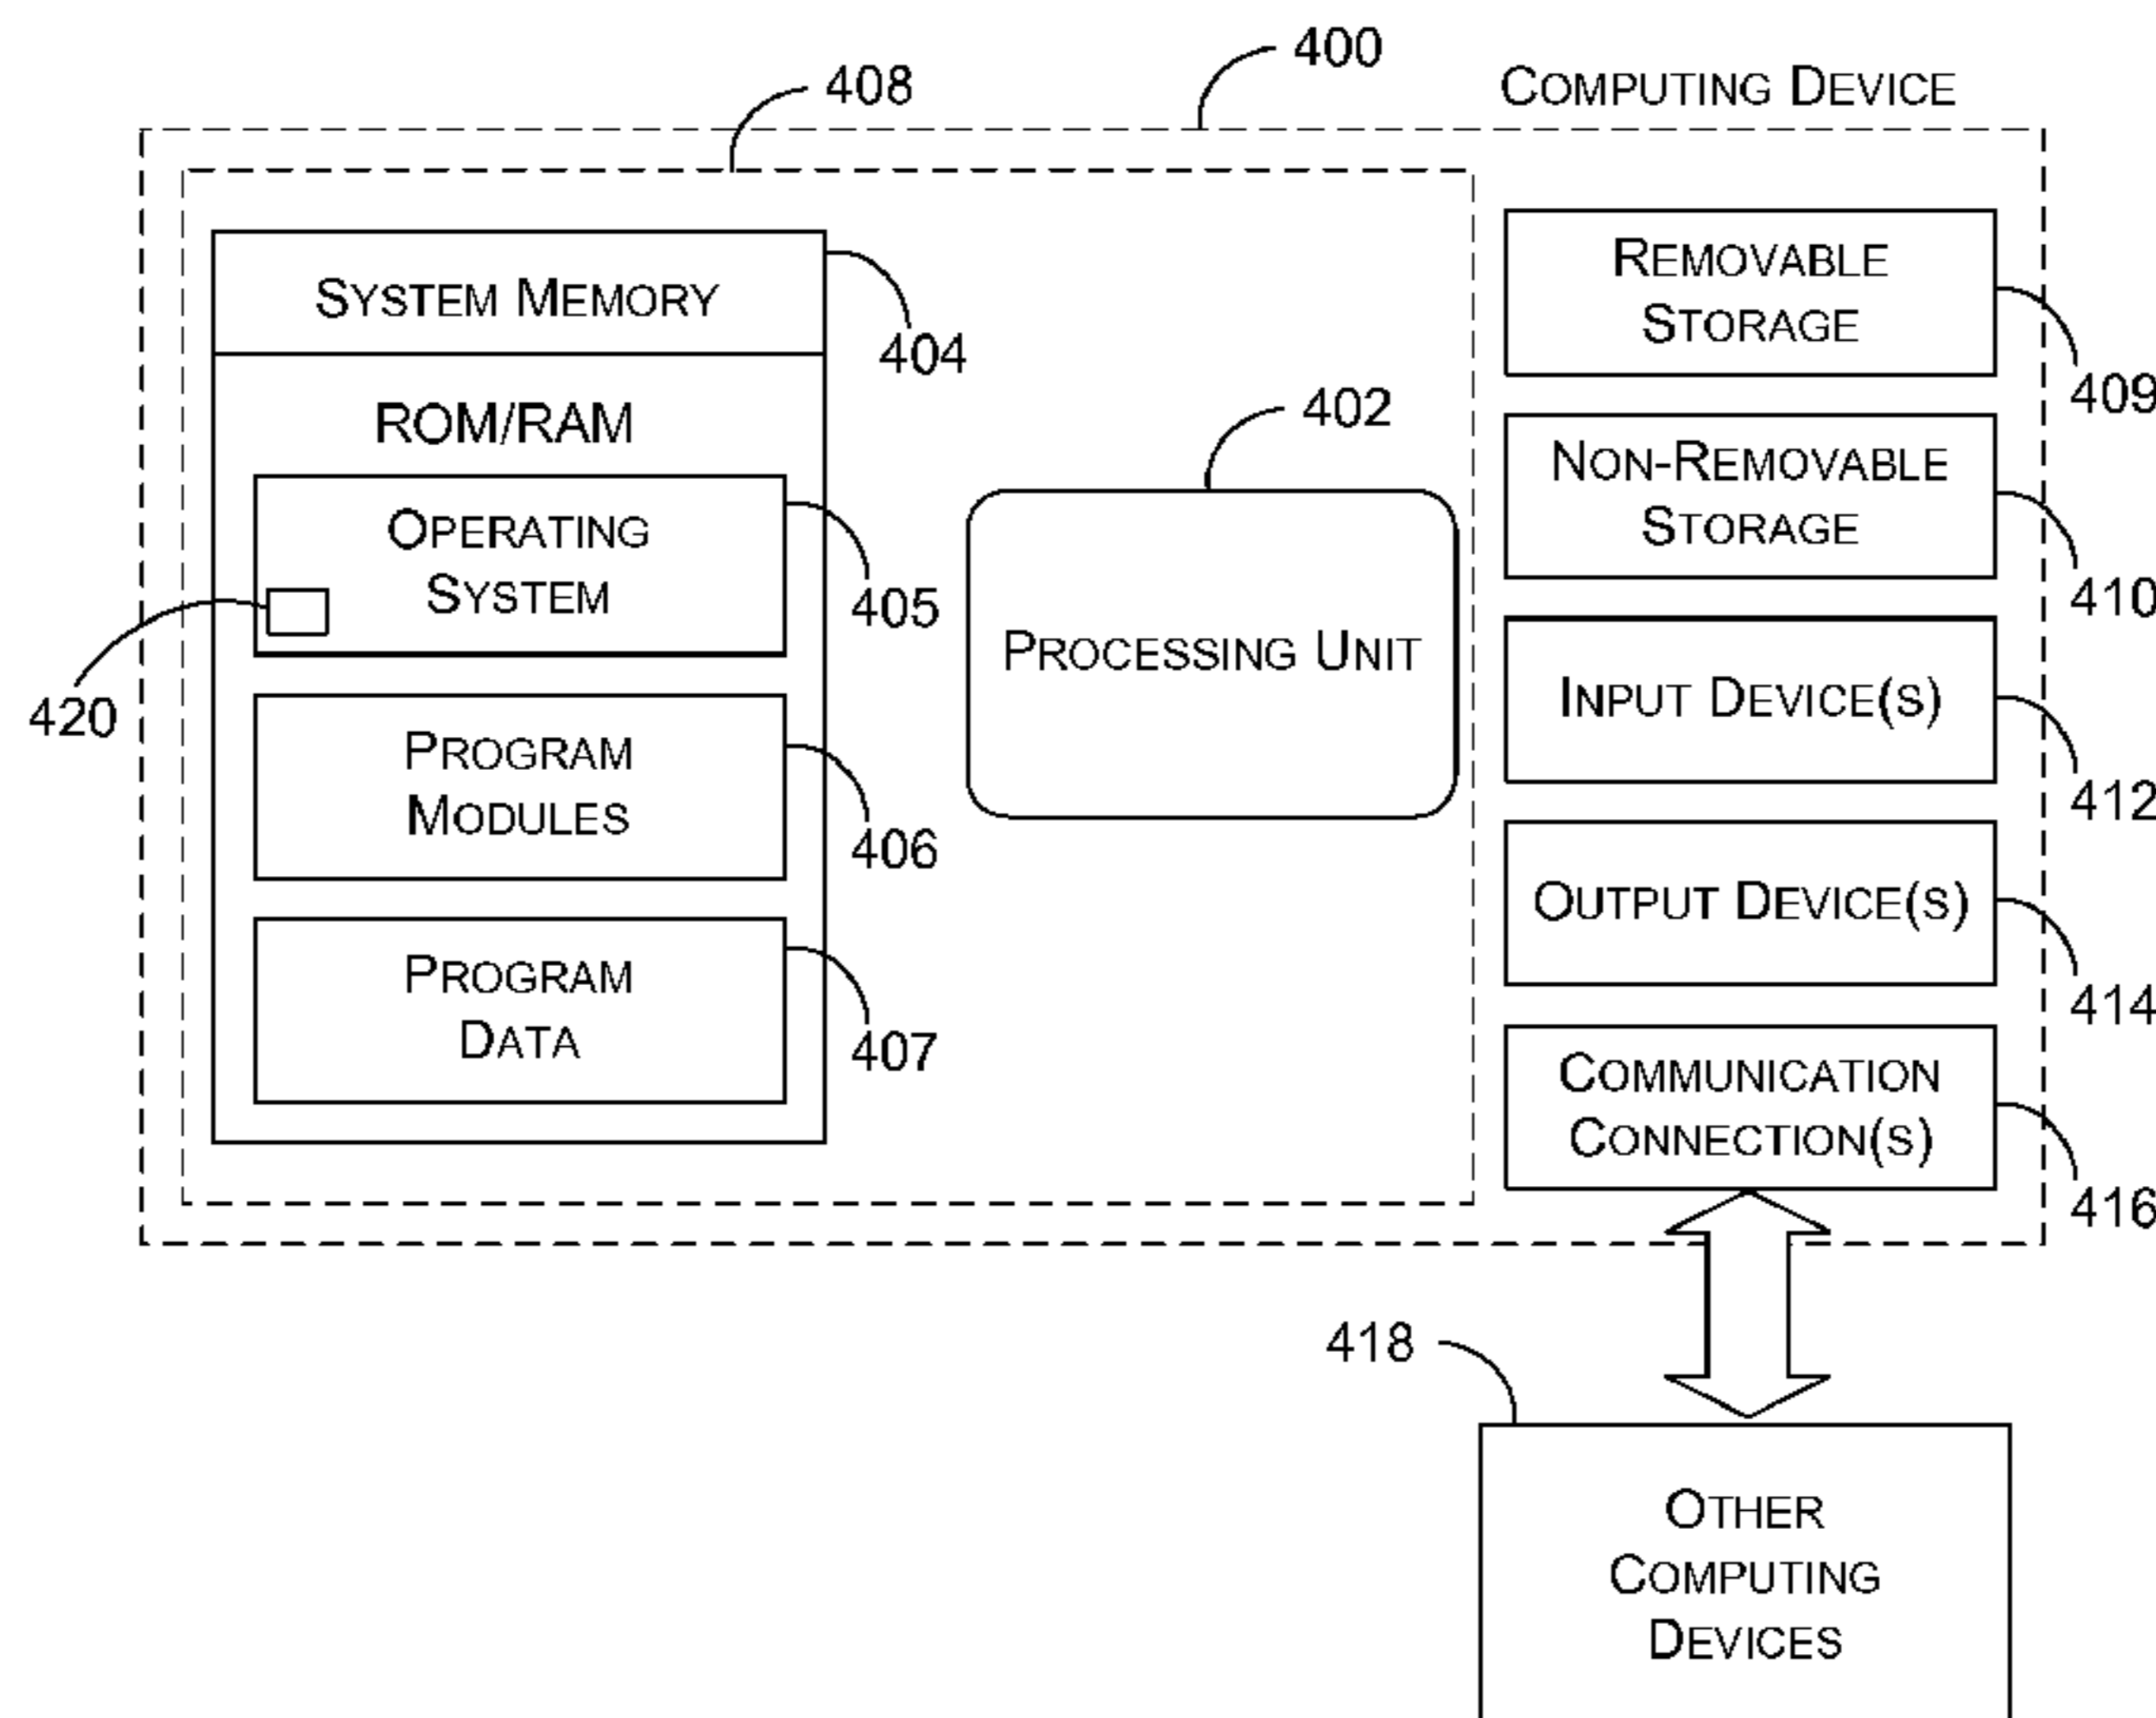 400
COMPUTING DEVICE
408
SYSTEM MEMORY
404
ROM/RAM
OPERATING
SYSTEM
405
420
PROGRAM
MODULES
406
PROGRAM
DATA
407
402
PROCESSING UNIT
REMOVABLE
STORAGE
409
NON-REMOVABLE
STORAGE
410
INPUT DEVICE(S)
412
OUTPUT DEVICE(S)
414
COMMUNICATION
CONNECTION(S)
416
418
OTHER
COMPUTING
DEVICES